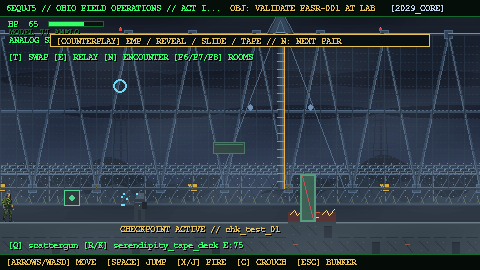 6EQUJ5 // OHIO FIELD OPERATIONS // ACT I... OBJ: VALIDATE FASR-001 AT LAB [2029_CORE]
BP 65
ANALOG S
[COUNTERPLAY] EMP / REVEAL / SLIDE / TAPE // N: NEXT PAIR
[T] SWAP [E] RELAY [N] ENCOUNTER [F6/F7/F8] ROOMS
CHECKPOINT ACTIVE // chk_test_01
[Q] scattergun [R/K] serendipity_tape_deck E:75
[ARROWS/WASD] MOVE [SPACE] JUMP [X/J] FIRE [C] CROUCH [ESC] BUNKER